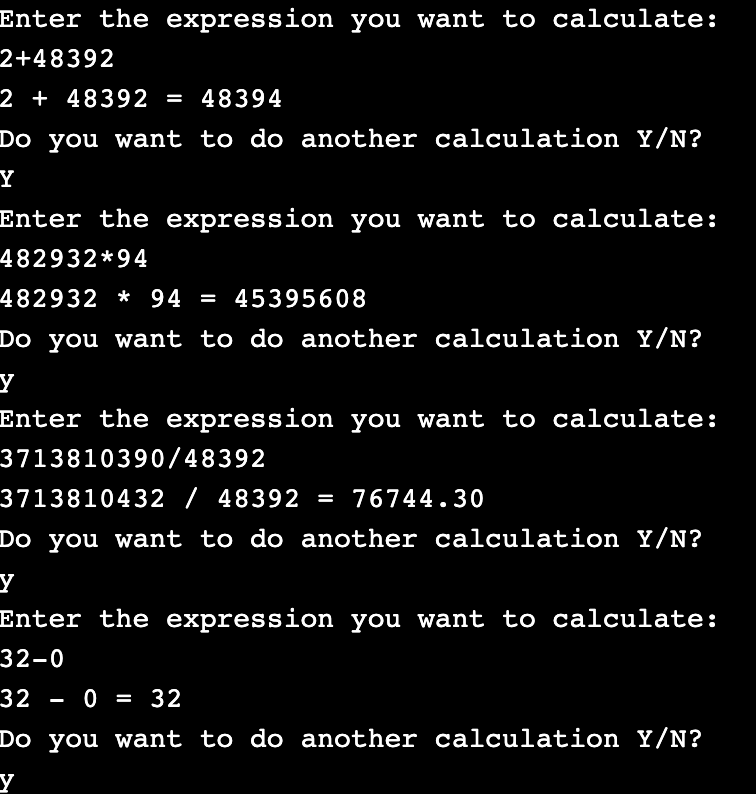 Enter the expression you want to calculate:
2+48392
2 + 48392 = 48394
Do you want to do another calculation Y/N?
Y
Enter the expression you want to calculate:
482932*94
482932 * 94 = 45395608
Do you want to do another calculation Y/N?
y
Enter the expression you want to calculate:
3713810390/48392
3713810432 / 48392 = 76744.30
Do you want to do another calculation Y/N?
y
Enter the expression you want to calculate:
32-0
32 - 0 = 32
Do you want to do another calculation Y/N?
y